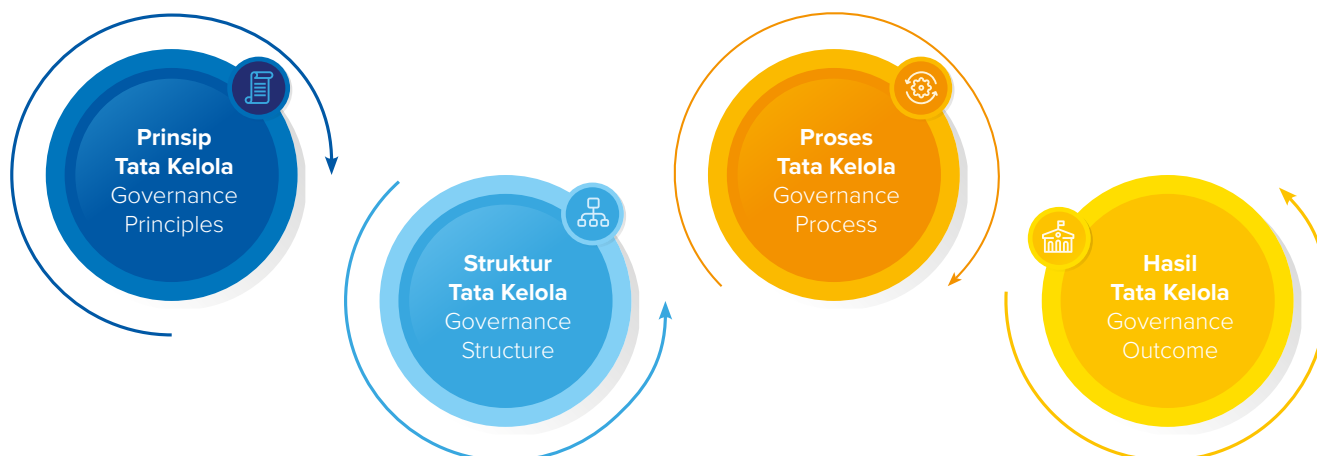 Prinsip
Tata Kelola
Governance
Principles
Struktur
Tata Kelola
Governance
Structure
Proses
Tata Kelola
Governance
Process
Hasil
Tata Kelola
Governance
Outcome